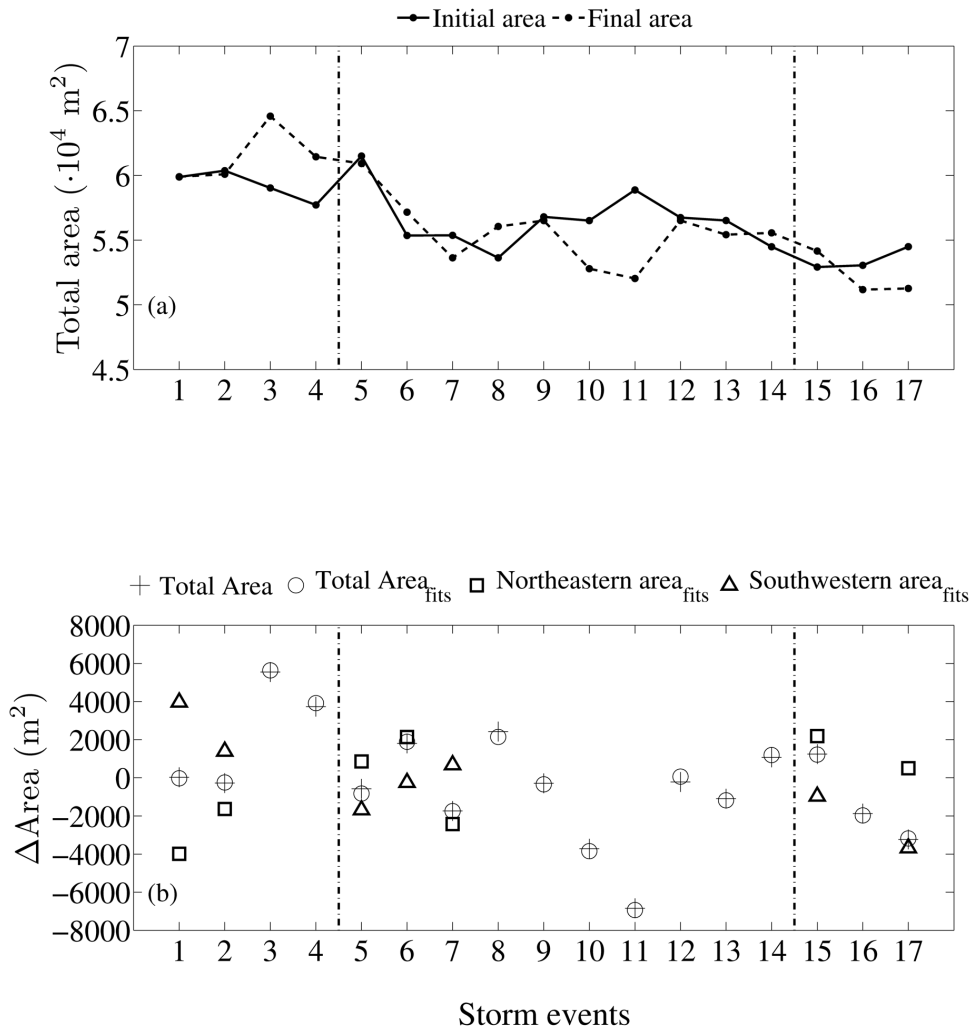 Initial area Final area
7
6.5
6
5.5
5
4.5
Total area (·10⁴ m²)
(a)
1 2 3 4 5 6 7 8 9 10 11 12 13 14 15 16 17
Total Area Total Area_fits Northeastern area_fits Southwestern area_fits
8000
6000
4000
2000
0
−2000
−4000
−6000
−8000
ΔArea (m²)
(b)
1 2 3 4 5 6 7 8 9 10 11 12 13 14 15 16 17
Storm events